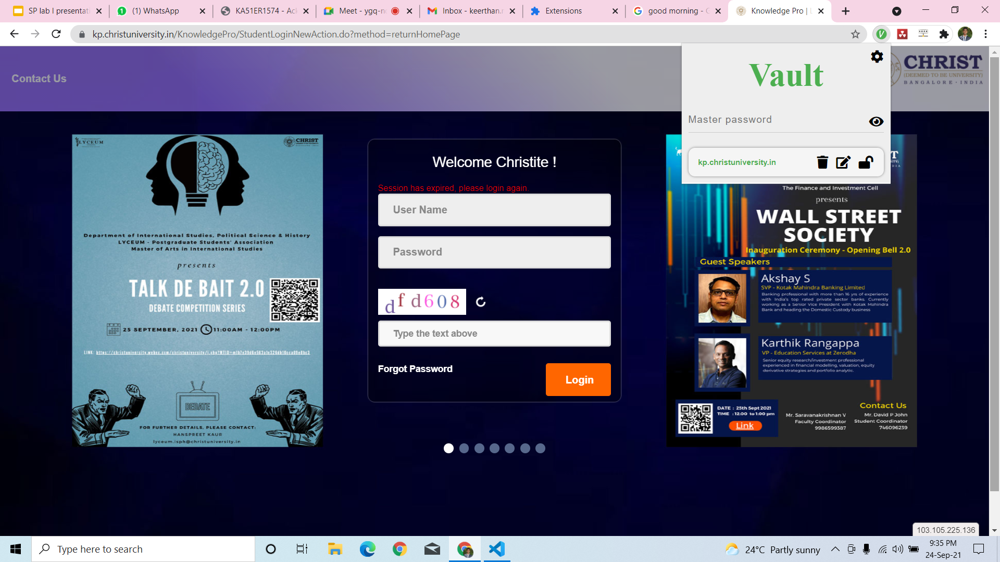 SP lab I presentati
(1) WhatsApp
KA51ER1574 - Ack
Meet - ygq-n
Inbox - keerthan.r
Extensions
good morning - G
Knowledge Pro | L
kp.christuniversity.in/KnowledgePro/StudentLoginNewAction.do?method=returnHomePage
Contact Us
Vault
Master password
kp.christuniversity.in
CHRIST
(DEEMED TO BE UNIVERSITY)
BANGALORE · INDIA
LYCEUM
CHRIST
Department of International Studies, Political Science & History
LYCEUM - Postgraduate Students' Association
Master of Arts in International Studies
presents
TALK DE BAIT 2.0
DEBATE COMPETITION SERIES
25 SEPTEMBER, 2021
11:00AM - 12:00PM
LINK:
DEBATE
FOR FURTHER DETAILS, PLEASE CONTACT:
HANSPREET KAUR
lyceum.isph@christuniversity.in
Welcome Christite !
Session has expired, please login again.
User Name
Password
dfd608
Type the text above
Forgot Password
Login
The Finance and Investment Cell
presents
WALL STREET
SOCIETY
Inauguration Ceremony - Opening Bell 2.0
Guest Speakers
Akshay S
SVP - Kotak Mahindra Banking Limited
Banking professional with more than 16 yrs of experience
with India's top rated private sector banks. Currently
working as a Senior Vice President with Kotak Mahindra
Bank and heading the Domestic Custody business
Karthik Rangappa
VP - Education Services at Zerodha
Senior equity research/investment professional
experienced in financial modelling, valuation, equity
derivative strategies and portfolio analytic.
DATE : 25th Sept 2021
TIME : 12:00 to 1:00 pm
Link
Contact Us
Mr. Saravanakrishnan V
Faculty Coordinator
9986599387
Mr. David P John
Student Coordinator
746096239
103.105.225.136
Type here to search
24°C Partly sunny
9:35 PM
24-Sep-21